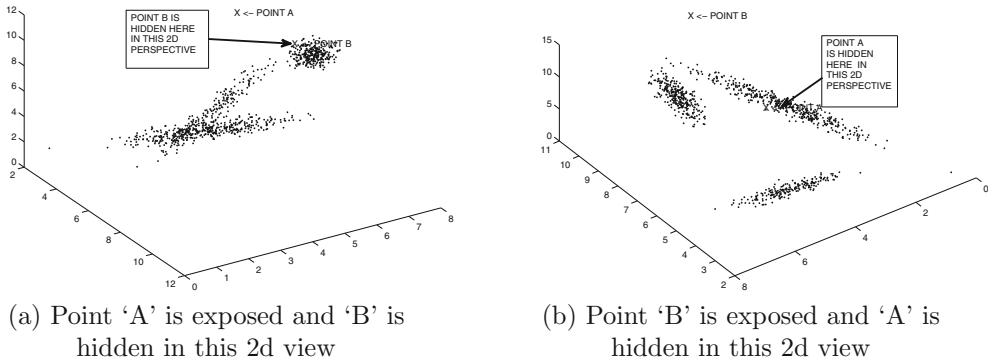 X <- POINT A
POINT B IS
HIDDEN HERE
IN THIS 2D
PERSPECTIVE
X <- POINT B
12
10
8
6
4
2
0
2
4
6
8
10
12
0
1
2
3
4
5
6
7
8
(a) Point ‘A’ is exposed and ‘B’ is
hidden in this 2d view
X <- POINT B
POINT A
IS HIDDEN
HERE IN
THIS 2D
PERSPECTIVE
15
10
5
0
11
10
9
8
7
6
5
4
3
2
8
6
4
2
0
(b) Point ‘B’ is exposed and ‘A’ is
hidden in this 2d view